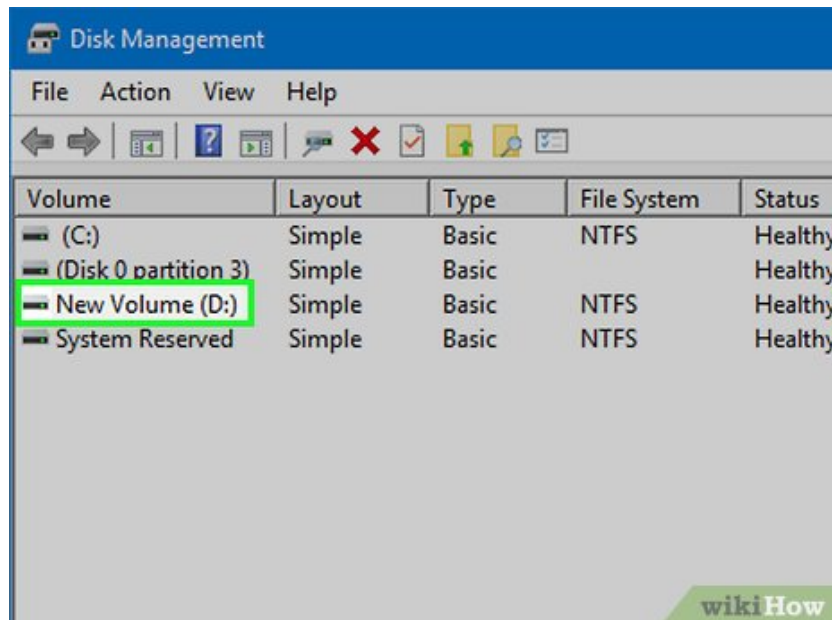 Disk Management
File Action View Help
Volume Layout Type File System Status
(C:) Simple Basic NTFS Healthy
(Disk 0 partition 3) Simple Basic Healthy
New Volume (D:) Simple Basic NTFS Healthy
System Reserved Simple Basic NTFS Healthy
wikiHow